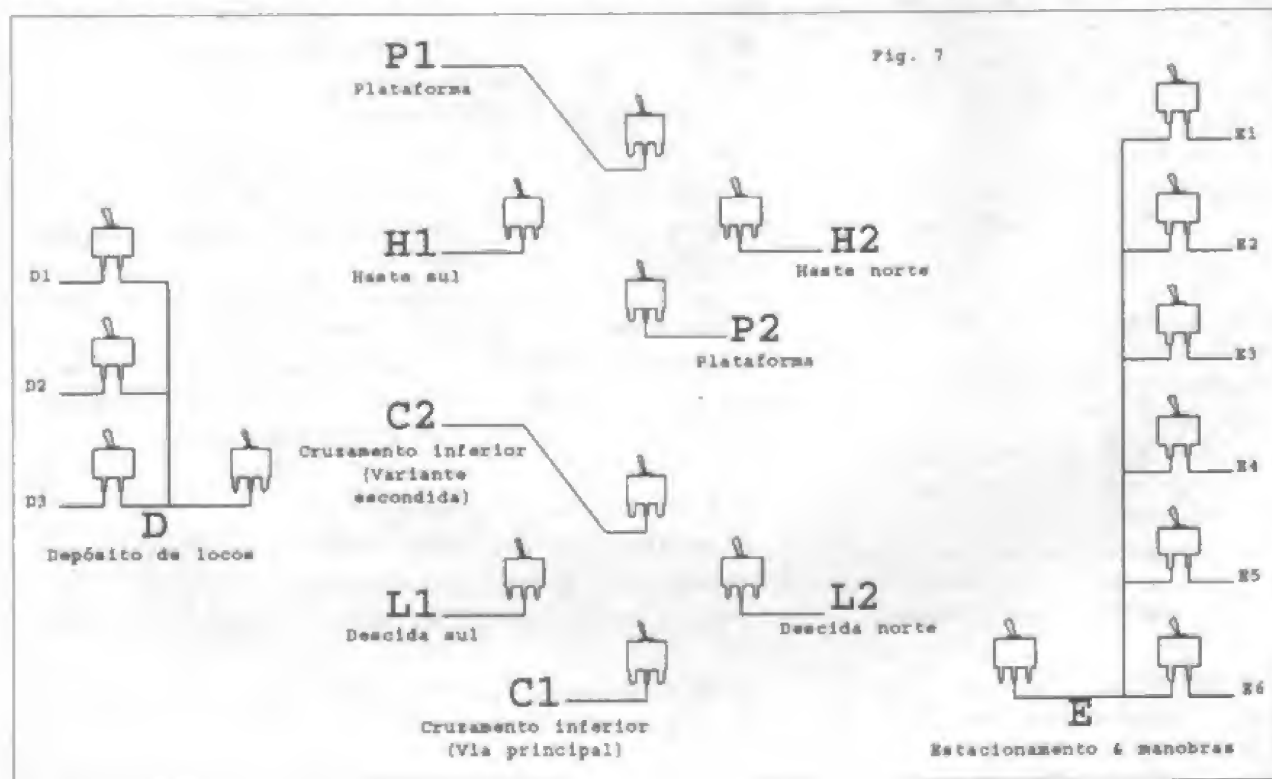 Fig. 7
P1
Plataforma
H1
Haste sul
H2
Haste norte
P2
Plataforma
D1
D2
D3
D
Depósito de locos
C2
Cruzamento inferior
(Variante
escondida)
L1
Descida sul
L2
Descida norte
C1
Cruzamento inferior
(Via principal)
E1
E2
E3
E4
E5
E6
E
Estacionamento & manobras